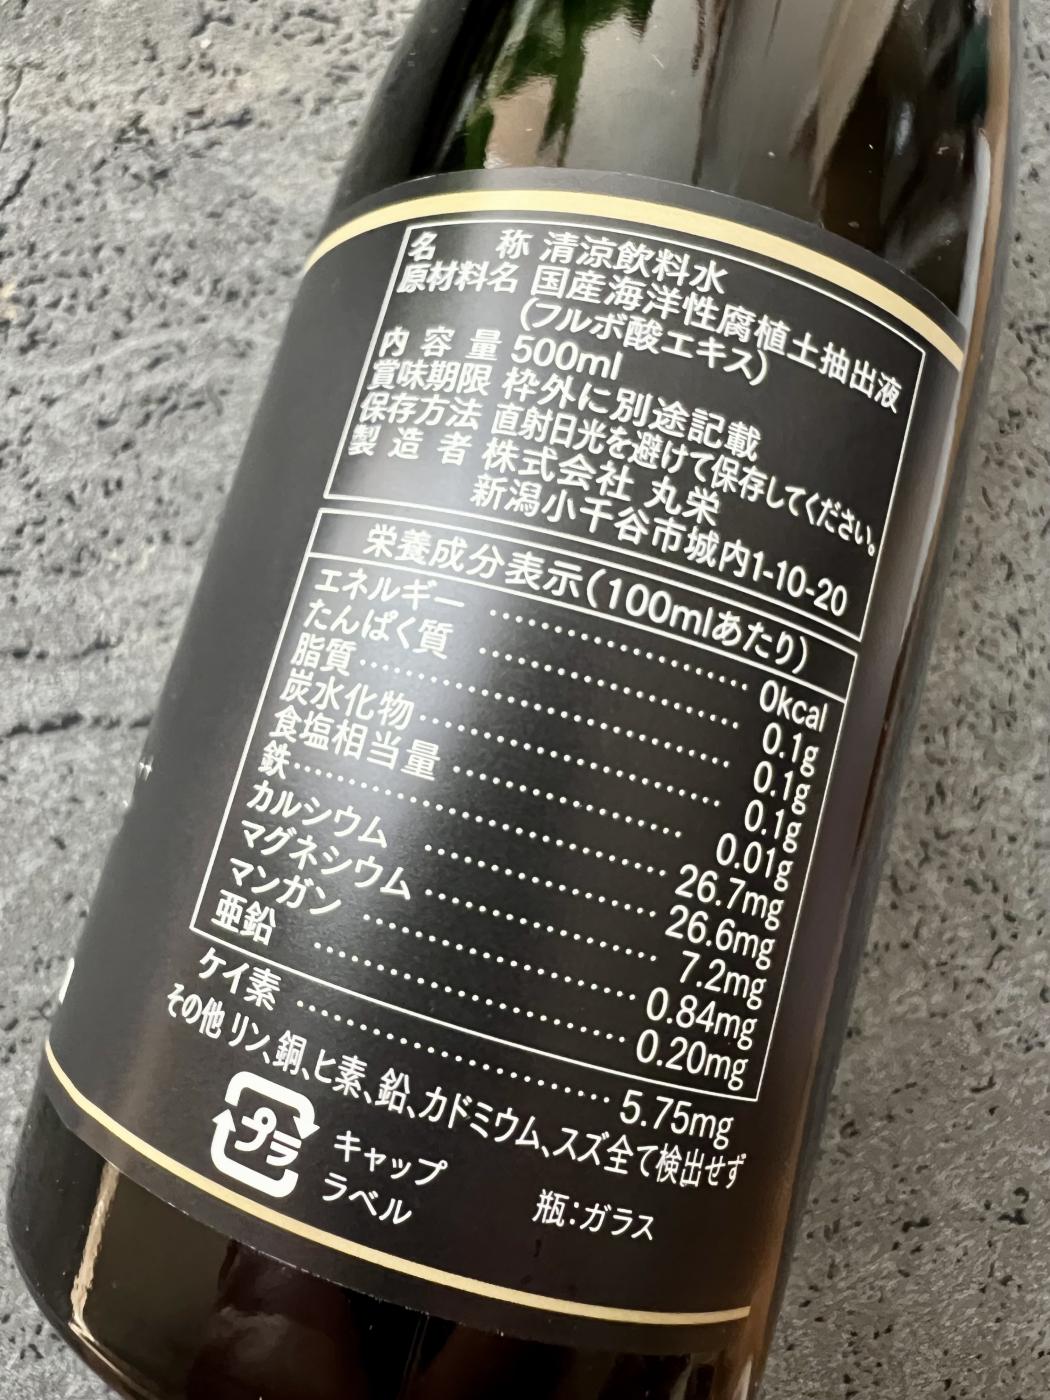 名 称 清涼飲料水
原材料名 国産海洋性腐植土抽出液
(フルボ酸エキス)
内容量 500ml
賞味期限 枠外に別途記載
保存方法 直射日光を避けて保存してください。
製造者 株式会社 丸栄
新潟小千谷市城内1-10-20
栄養成分表示(100mlあたり)
エネルギー ………………… 0kcal
たんぱく質 ………………… 0.1g
脂質 ………………… 0.1g
炭水化物 ………………… 0.1g
食塩相当量 ………………… 0.01g
鉄 ………………… 26.7mg
カルシウム ………………… 26.6mg
マグネシウム ………………… 7.2mg
マンガン ………………… 0.84mg
亜鉛 ………………… 0.20mg
ケイ素 ………………… 5.75mg
その他 リン、銅、ヒ素、鉛、カドミウム、スズ全て検出せず
プラ
キャップ
ラベル
瓶:ガラス